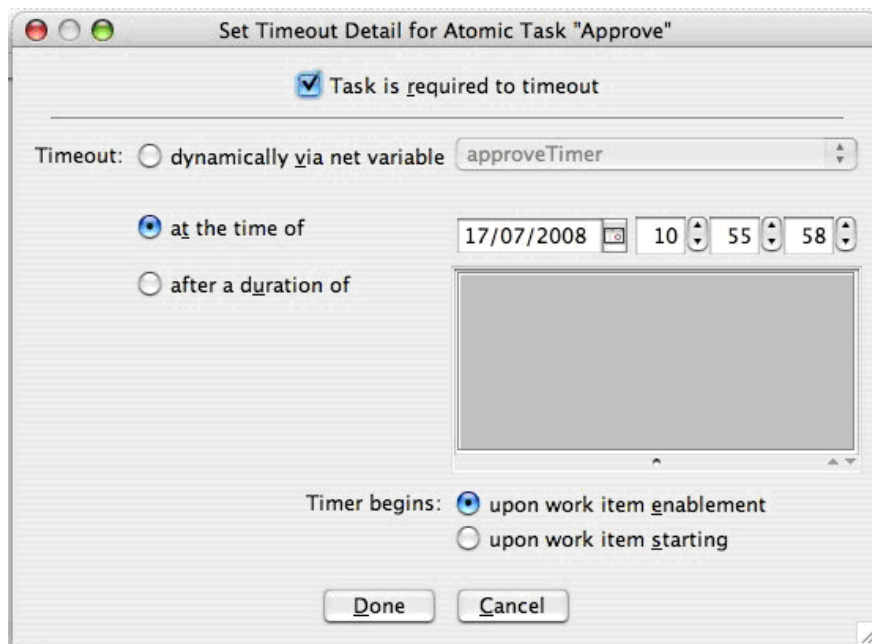 Set Timeout Detail for Atomic Task "Approve"
Task is required to timeout
Timeout: dynamically via net variable approveTimer
at the time of 17/07/2008 10 55 58
after a duration of
Timer begins: upon work item enablement
upon work item starting
Done Cancel